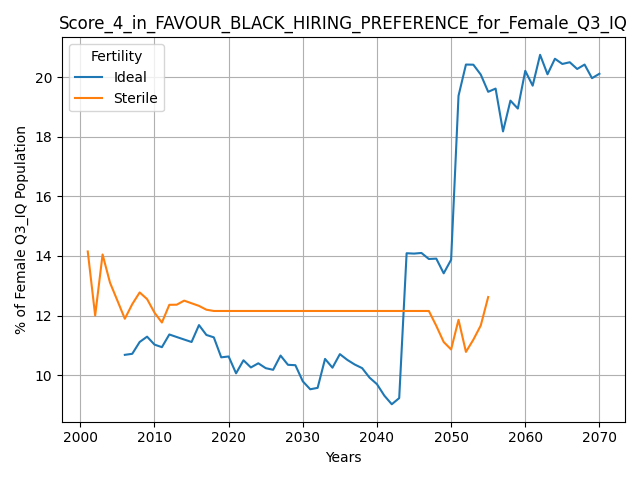 Score_4_in_FAVOUR_BLACK_HIRING_PREFERENCE_for_Female_Q3_IQ
Fertility
Ideal
Sterile
% of Female Q3_IQ Population
20
18
16
14
12
10
2000 2010 2020 2030 2040 2050 2060 2070
Years